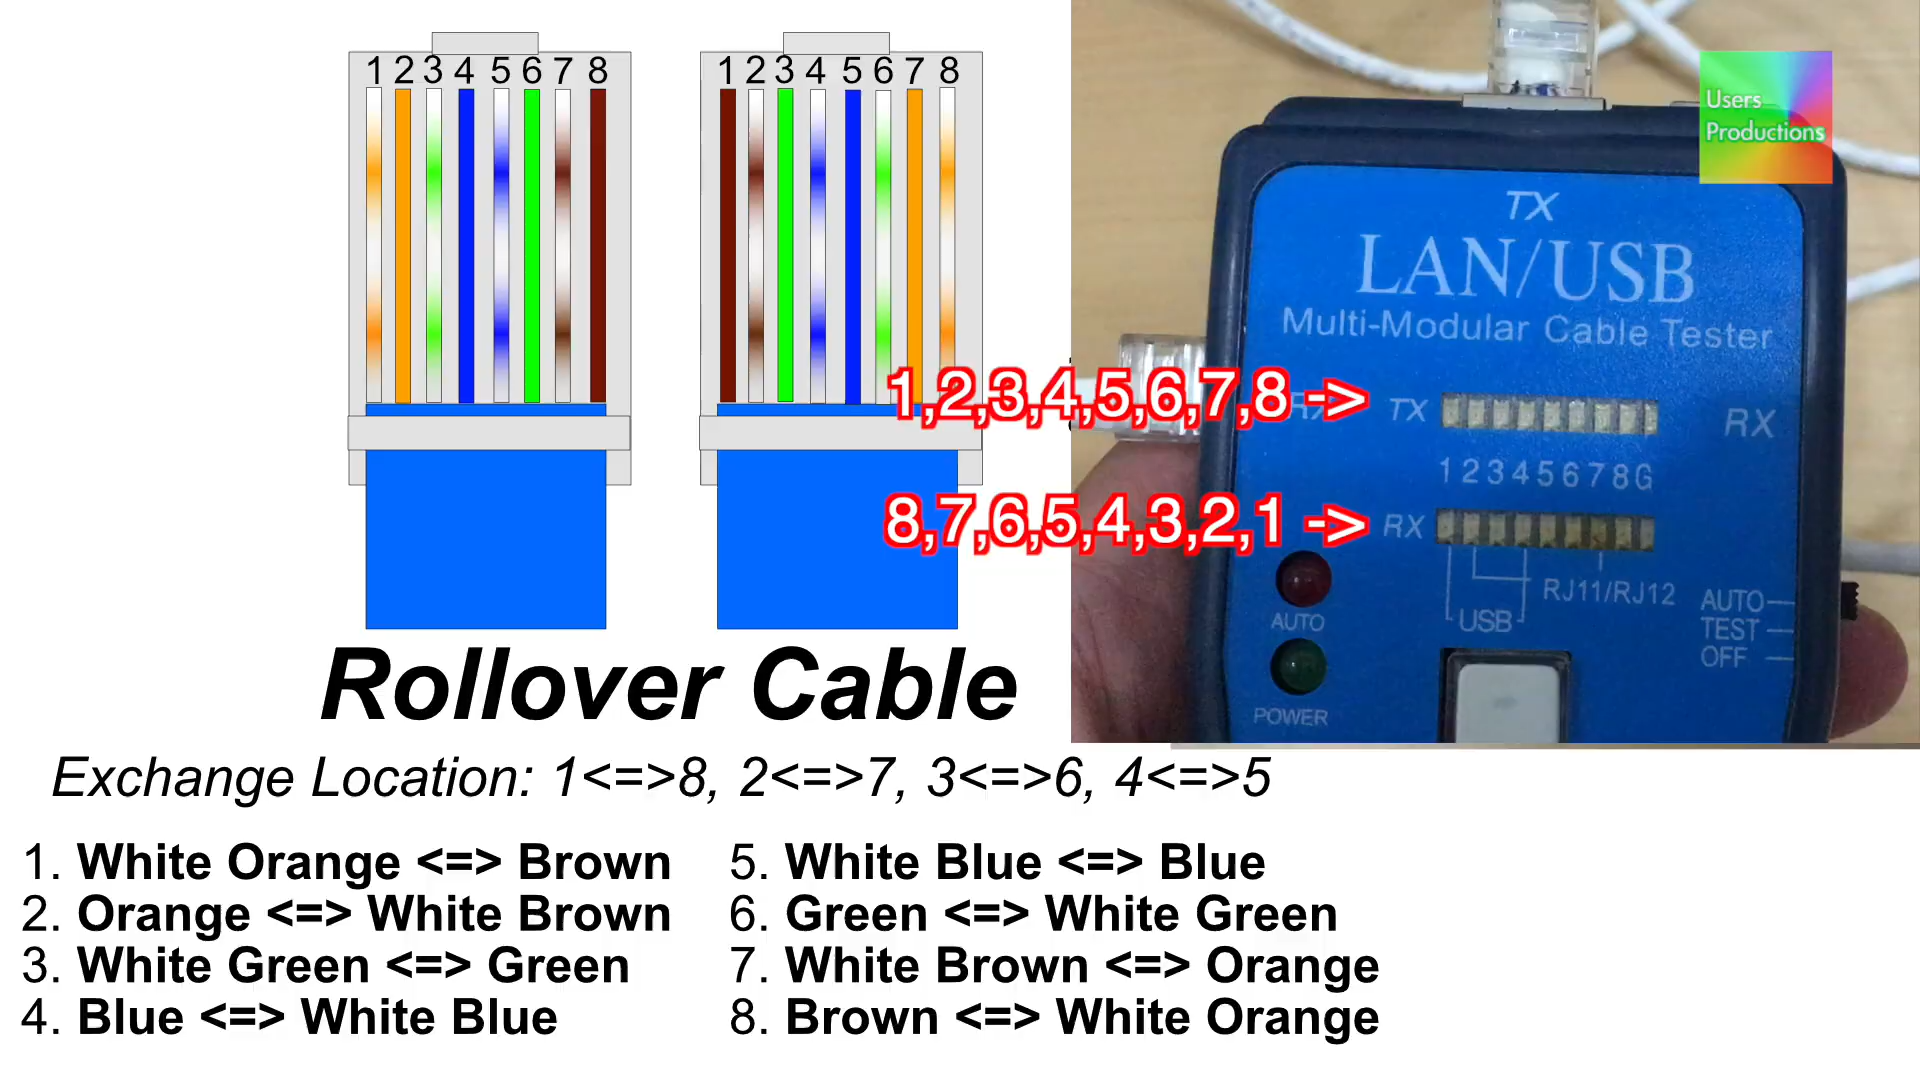 1 2 3 4 5 6 7 8
1 2 3 4 5 6 7 8
Users
Productions
TX
LAN/USB
Multi-Modular Cable Tester
1,2,3,4,5,6,7,8 ->
RX
TX
RX
1 2 3 4 5 6 7 8 G
8,7,6,5,4,3,2,1 ->
RX
RJ11/RJ12
USB
AUTO
POWER
AUTO
TEST
OFF
Rollover Cable
Exchange Location: 1<=>8, 2<=>7, 3<=>6, 4<=>5
1. White Orange <=> Brown
2. Orange <=> White Brown
3. White Green <=> Green
4. Blue <=> White Blue
5. White Blue <=> Blue
6. Green <=> White Green
7. White Brown <=> Orange
8. Brown <=> White Orange